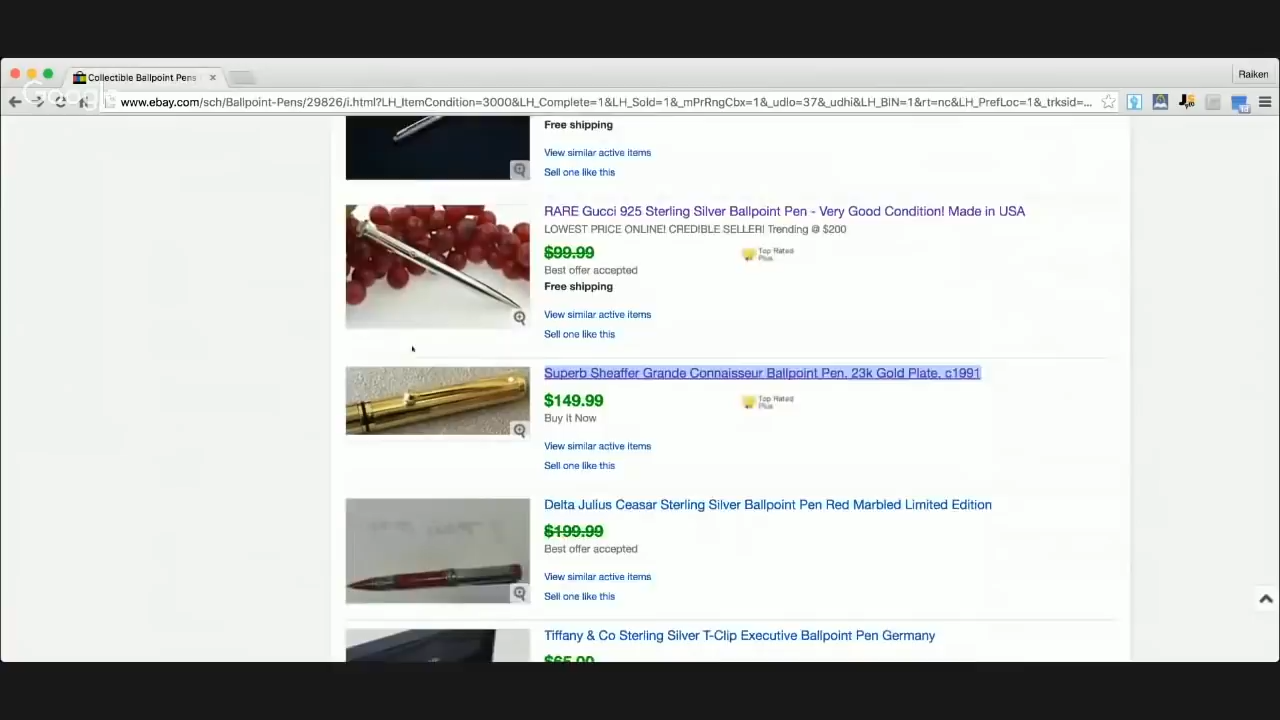 Collectible Ballpoint Pens
Raiken
Google
www.ebay.com/sch/Ballpoint-Pens/29826/i.html?LH_ItemCondition=3000&LH_Complete=1&LH_Sold=1&_mPrRngCbx=1&_udlo=37&_udhi&LH_BIN=1&rt=nc&LH_PrefLoc=1&_trksid=...
Free shipping
View similar active items
Sell one like this
RARE Gucci 925 Sterling Silver Ballpoint Pen - Very Good Condition! Made in USA
LOWEST PRICE ONLINE! CREDIBLE SELLER! Trending @ $200
$99.99
Top Rated
Plus
Best offer accepted
Free shipping
View similar active items
Sell one like this
Superb Sheaffer Grande Connaisseur Ballpoint Pen, 23k Gold Plate, c1991
$149.99
Top Rated
Plus
Buy It Now
View similar active items
Sell one like this
Delta Julius Ceasar Sterling Silver Ballpoint Pen Red Marbled Limited Edition
$199.99
Best offer accepted
View similar active items
Sell one like this
Tiffany & Co Sterling Silver T-Clip Executive Ballpoint Pen Germany
$65.00